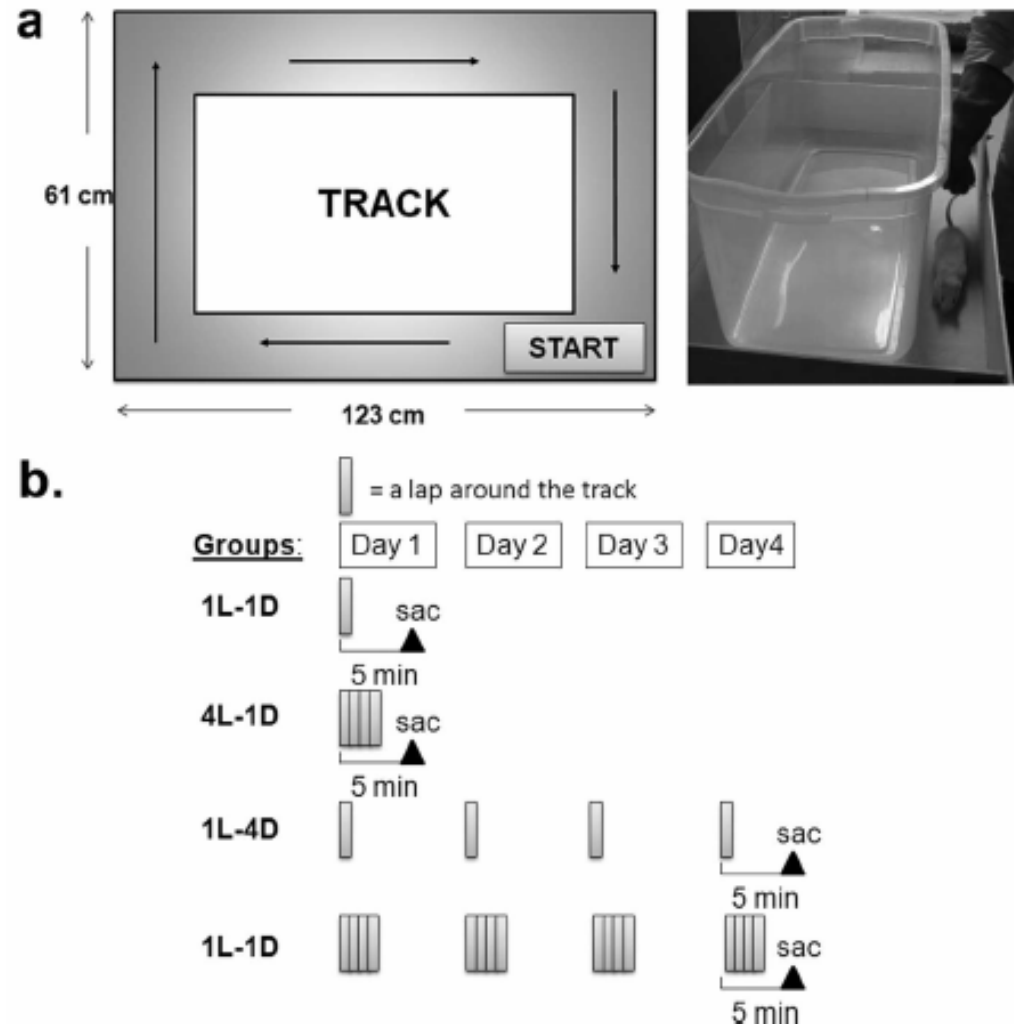 a
61 cm
TRACK
START
123 cm
b.
= a lap around the track
Groups: Day 1 Day 2 Day 3 Day4
1L-1D sac
5 min
4L-1D sac
5 min
1L-4D sac
5 min
1L-1D sac
5 min